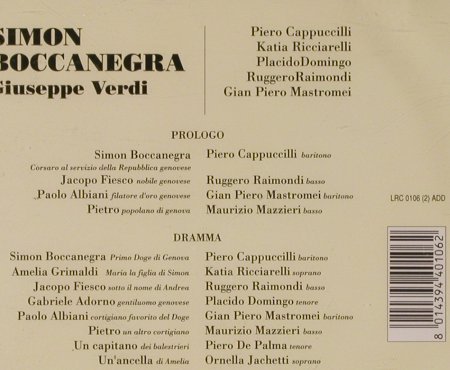 SIMON
BOCCANEGRA
Giuseppe Verdi
Piero Cappuccilli
Katia Ricciarelli
PlacidoDomingo
RuggeroRaimondi
Gian Piero Mastromei
PROLOGO
Simon Boccanegra Piero Cappuccilli baritono
Corsaro al servizio della Repubblica genovese
Jacopo Fiesco nobile genovese Ruggero Raimondi basso
Paolo Albiani filatore d'oro genovese Gian Piero Mastromei baritono
Pietro popolano di genova Maurizio Mazzieri basso
DRAMMA
Simon Boccanegra Primo Doge di Genova Piero Cappuccilli baritono
Amelia Grimaldi Maria la figlia di Simon Katia Ricciarelli soprano
Jacopo Fiesco sotto il nome di Andrea Ruggero Raimondi basso
Gabriele Adorno gentiluomo genovese Placido Domingo tenore
Paolo Albiani cortigiano favorito del Doge Gian Piero Mastromei baritono
Pietro un altro cortigiano Maurizio Mazzieri basso
Un capitano dei balestrieri Piero De Palma tenore
Un'ancella di Amelia Ornella Jachetti soprano
LRC 0106 (2) ADD
8014394401062